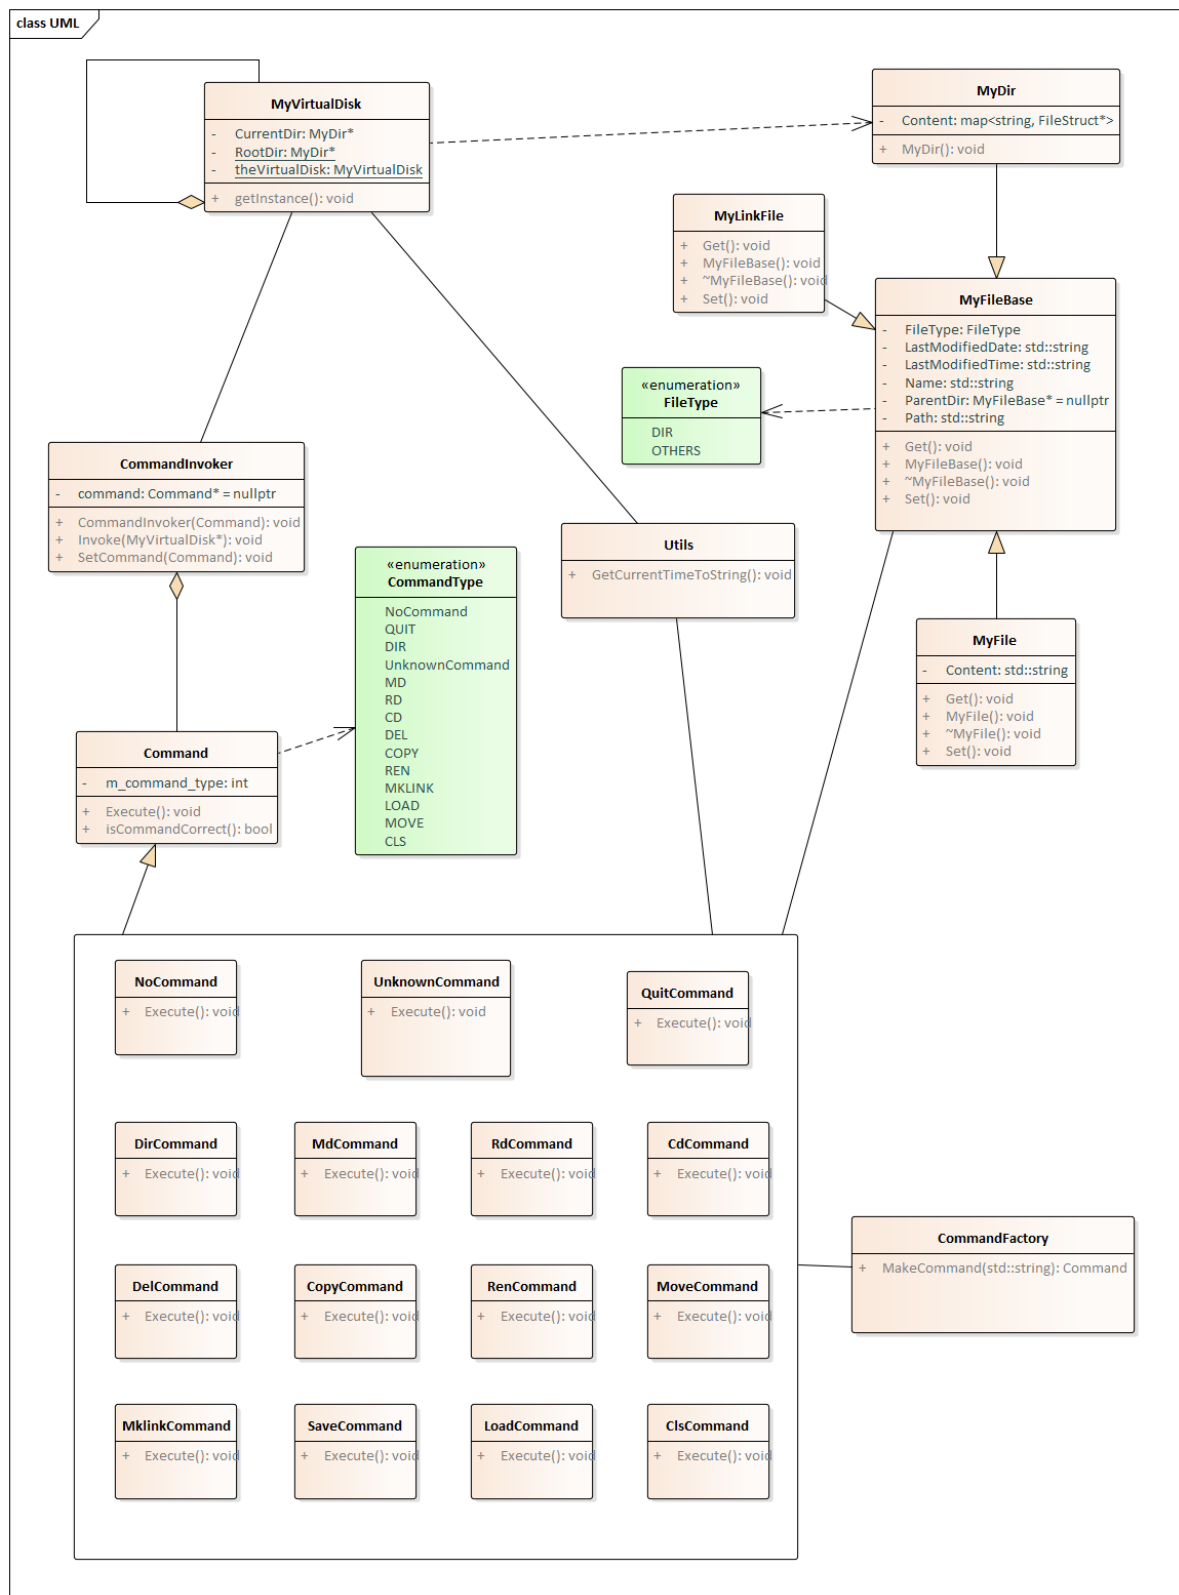 class UML
MyVirtualDisk
- CurrentDir: MyDir*
- RootDir: MyDir*
- theVirtualDisk: MyVirtualDisk
+ getInstance(): void
MyDir
- Content: map<string, FileStruct*>
+ MyDir(): void
MyLinkFile
+ Get(): void
+ MyFileBase(): void
+ ~MyFileBase(): void
+ Set(): void
MyFileBase
- FileType: FileType
- LastModifiedDate: std::string
- LastModifiedTime: std::string
- Name: std::string
- ParentDir: MyFileBase* = nullptr
- Path: std::string
+ Get(): void
+ MyFileBase(): void
+ ~MyFileBase(): void
+ Set(): void
«enumeration»
FileType
DIR
OTHERS
CommandInvoker
- command: Command* = nullptr
+ CommandInvoker(Command): void
+ Invoke(MyVirtualDisk*): void
+ SetCommand(Command): void
Utils
+ GetCurrentTimeToString(): void
«enumeration»
CommandType
NoCommand
QUIT
DIR
UnknownCommand
MD
RD
CD
DEL
COPY
REN
MKLINK
LOAD
MOVE
CLS
MyFile
- Content: std::string
+ Get(): void
+ MyFile(): void
+ ~MyFile(): void
+ Set(): void
Command
- m_command_type: int
+ Execute(): void
+ isCommandCorrect(): bool
NoCommand
+ Execute(): void
UnknownCommand
+ Execute(): void
QuitCommand
+ Execute(): void
DirCommand
+ Execute(): void
MdCommand
+ Execute(): void
RdCommand
+ Execute(): void
CdCommand
+ Execute(): void
CommandFactory
+ MakeCommand(std::string): Command
DelCommand
+ Execute(): void
CopyCommand
+ Execute(): void
RenCommand
+ Execute(): void
MoveCommand
+ Execute(): void
MklinkCommand
+ Execute(): void
SaveCommand
+ Execute(): void
LoadCommand
+ Execute(): void
ClsCommand
+ Execute(): void